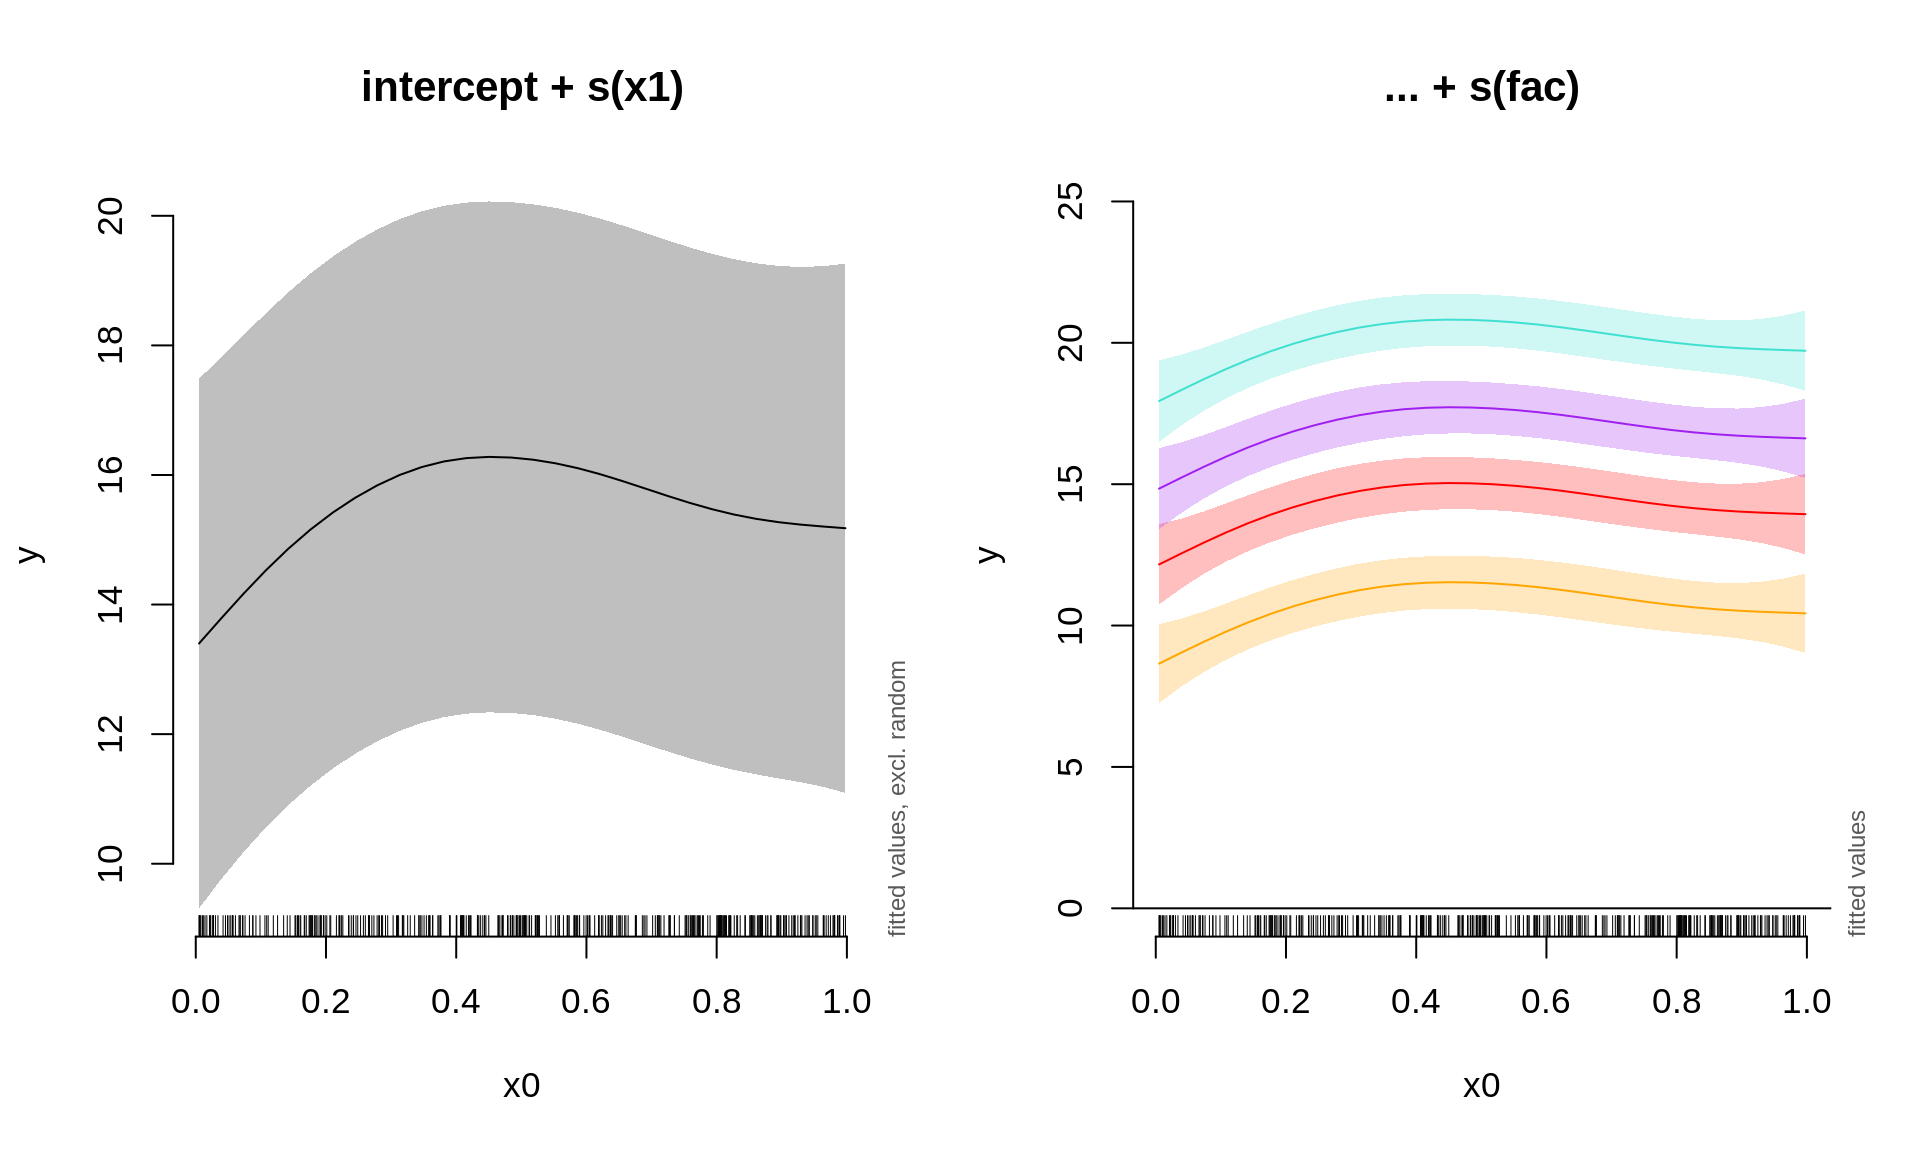 intercept + s(x1)
20
18
16
14
12
10
y
0.0 0.2 0.4 0.6 0.8 1.0
x0
fitted values, excl. random
... + s(fac)
25
20
15
10
5
0
y
0.0 0.2 0.4 0.6 0.8 1.0
x0
fitted values